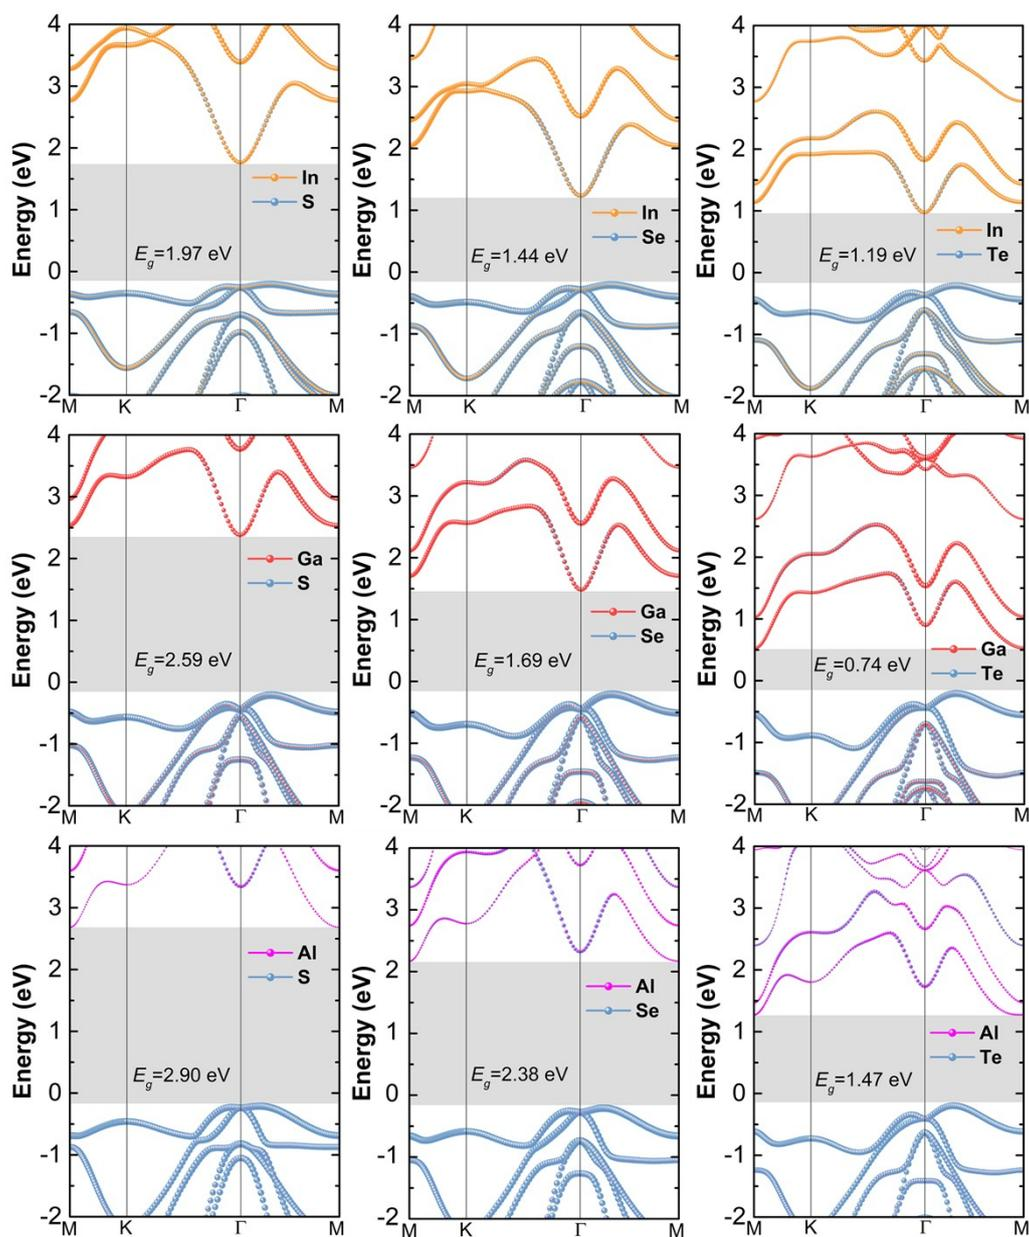 4 4 4
3 3 3
2 2 2
1 1 1
0 0 0
-1 -1 -1
-2 -2 -2
Energy (eV) Energy (eV) Energy (eV)
In
S
Eg=1.97 eV
In
Se
Eg=1.44 eV
In
Te
Eg=1.19 eV
M K Γ M M K Γ M M K Γ M
4 4 4
3 3 3
2 2 2
1 1 1
0 0 0
-1 -1 -1
-2 -2 -2
Energy (eV) Energy (eV) Energy (eV)
Ga
S
Eg=2.59 eV
Ga
Se
Eg=1.69 eV
Ga
Te
Eg=0.74 eV
M K Γ M M K Γ M M K Γ M
4 4 4
3 3 3
2 2 2
1 1 1
0 0 0
-1 -1 -1
-2 -2 -2
Energy (eV) Energy (eV) Energy (eV)
Al
S
Eg=2.90 eV
Al
Se
Eg=2.38 eV
Al
Te
Eg=1.47 eV
M K Γ M M K Γ M M K Γ M